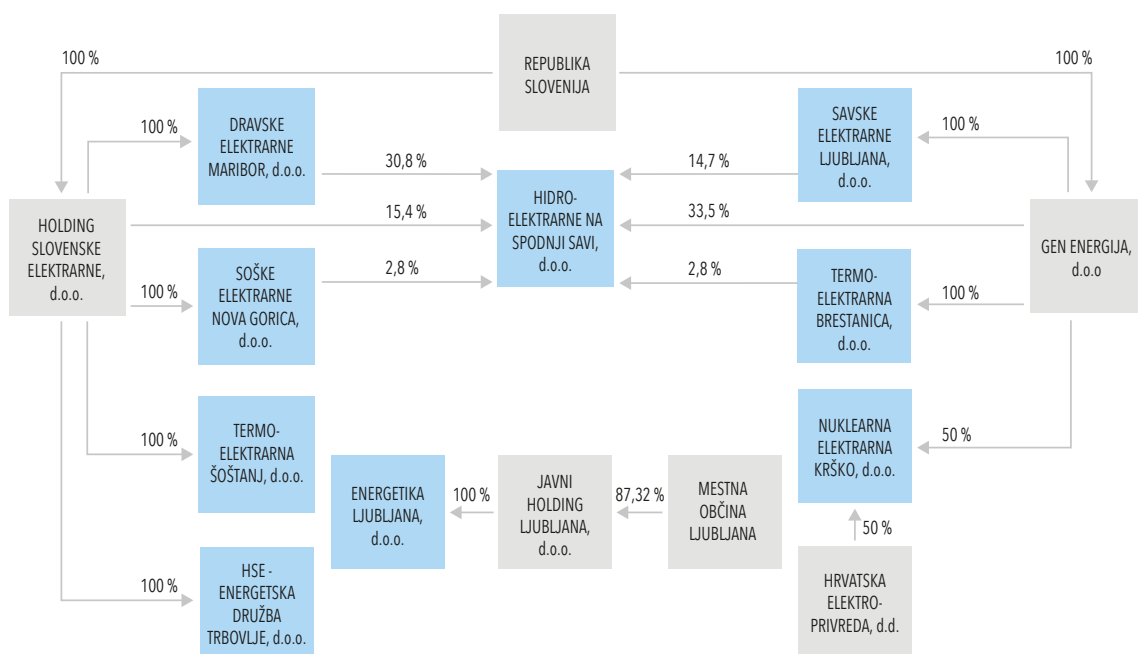 REPUBLIKA
SLOVENIJA
100 %
100 %
DRAVSKE
ELEKTRARNE
MARIBOR, d.o.o.
100 %
30,8 %
SAVSKE
ELEKTRARNE
LJUBLJANA,
d.o.o.
14,7 %
100 %
HOLDING
SLOVENSKE
ELEKTRARNE,
d.o.o.
15,4 %
HIDRO-
ELEKTRARNE NA
SPODNJI SAVI,
d.o.o.
33,5 %
GEN ENERGIJA,
d.o.o
SOŠKE
ELEKTRARNE
NOVA GORICA,
d.o.o.
100 %
2,8 %
2,8 %
TERMO-
ELEKTRARNA
BRESTANICA,
d.o.o.
100 %
TERMO-
ELEKTRARNA
ŠOŠTANJ, d.o.o.
100 %
NUKLEARNA
ELEKTRARNA
KRŠKO, d.o.o.
50 %
ENERGETIKA
LJUBLJANA,
d.o.o.
100 %
JAVNI
HOLDING
LJUBLJANA,
d.o.o.
87,32 %
MESTNA
OBČINA
LJUBLJANA
50 %
HSE -
ENERGETSKA
DRUŽBA
TRBOVLJE, d.o.o.
100 %
HRVATSKA
ELEKTRO-
PRIVREDA, d.d.